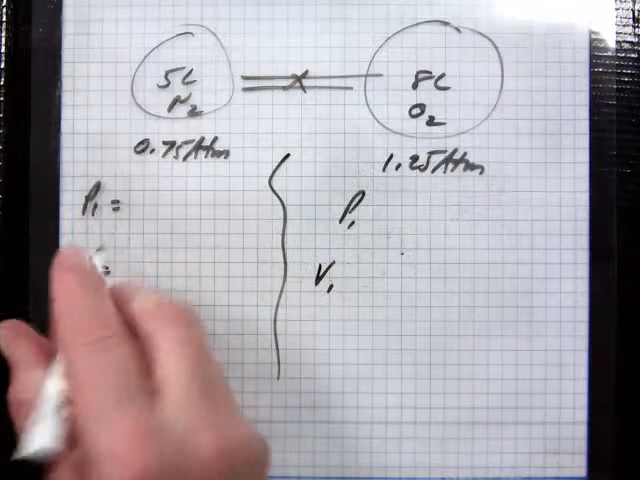 5L
N2
8L
O2
0.75 Atm
1.25 Atm
P1 =
P1
=
V1